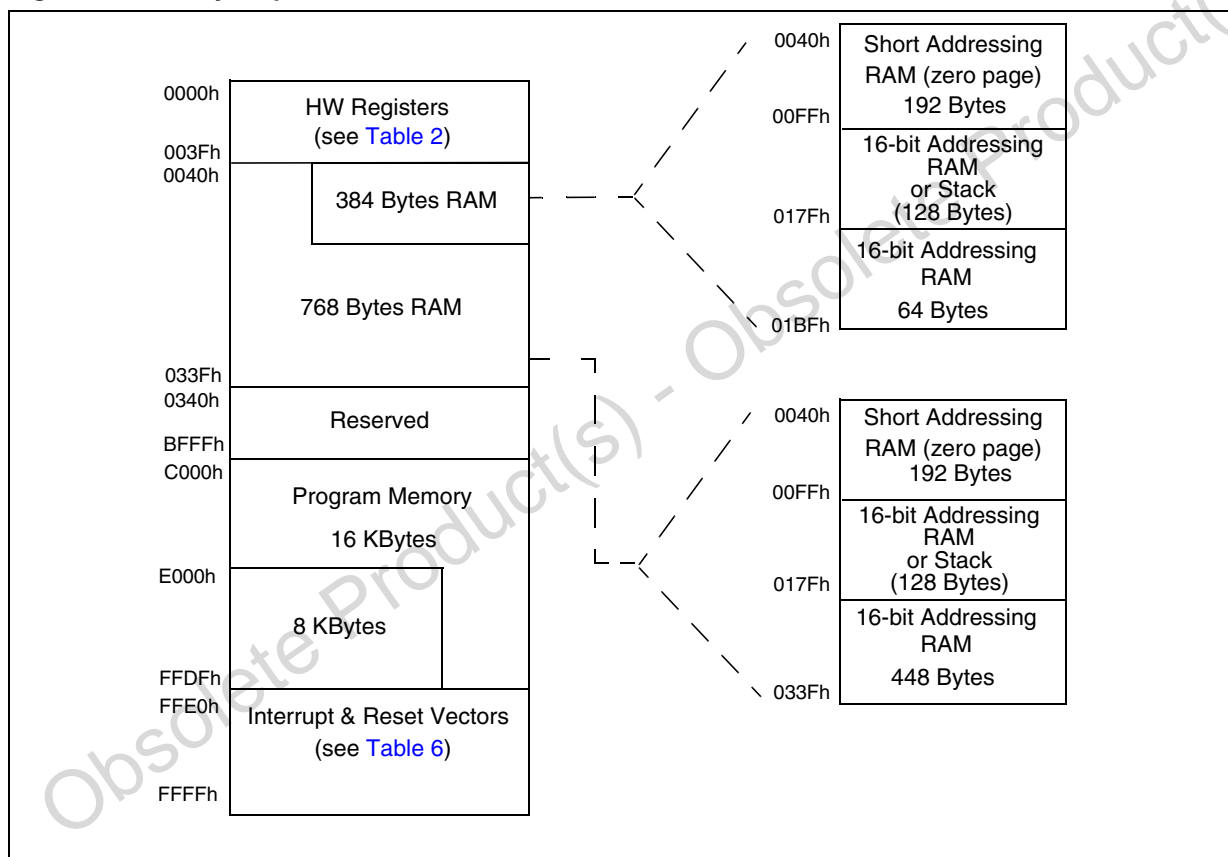 0000h
HW Registers
(see Table 2)
003Fh
0040h
384 Bytes RAM
768 Bytes RAM
033Fh
0340h
Reserved
BFFFh
C000h
Program Memory
16 KBytes
E000h
8 KBytes
FFDFh
FFE0h
Interrupt & Reset Vectors
(see Table 6)
FFFFh
0040h
Short Addressing
RAM (zero page)
192 Bytes
00FFh
16-bit Addressing
RAM
or Stack
(128 Bytes)
017Fh
16-bit Addressing
RAM
64 Bytes
01BFh
0040h
Short Addressing
RAM (zero page)
192 Bytes
00FFh
16-bit Addressing
RAM
or Stack
(128 Bytes)
017Fh
16-bit Addressing
RAM
448 Bytes
033Fh
Obsolete Product(s) - Obsolete Product(